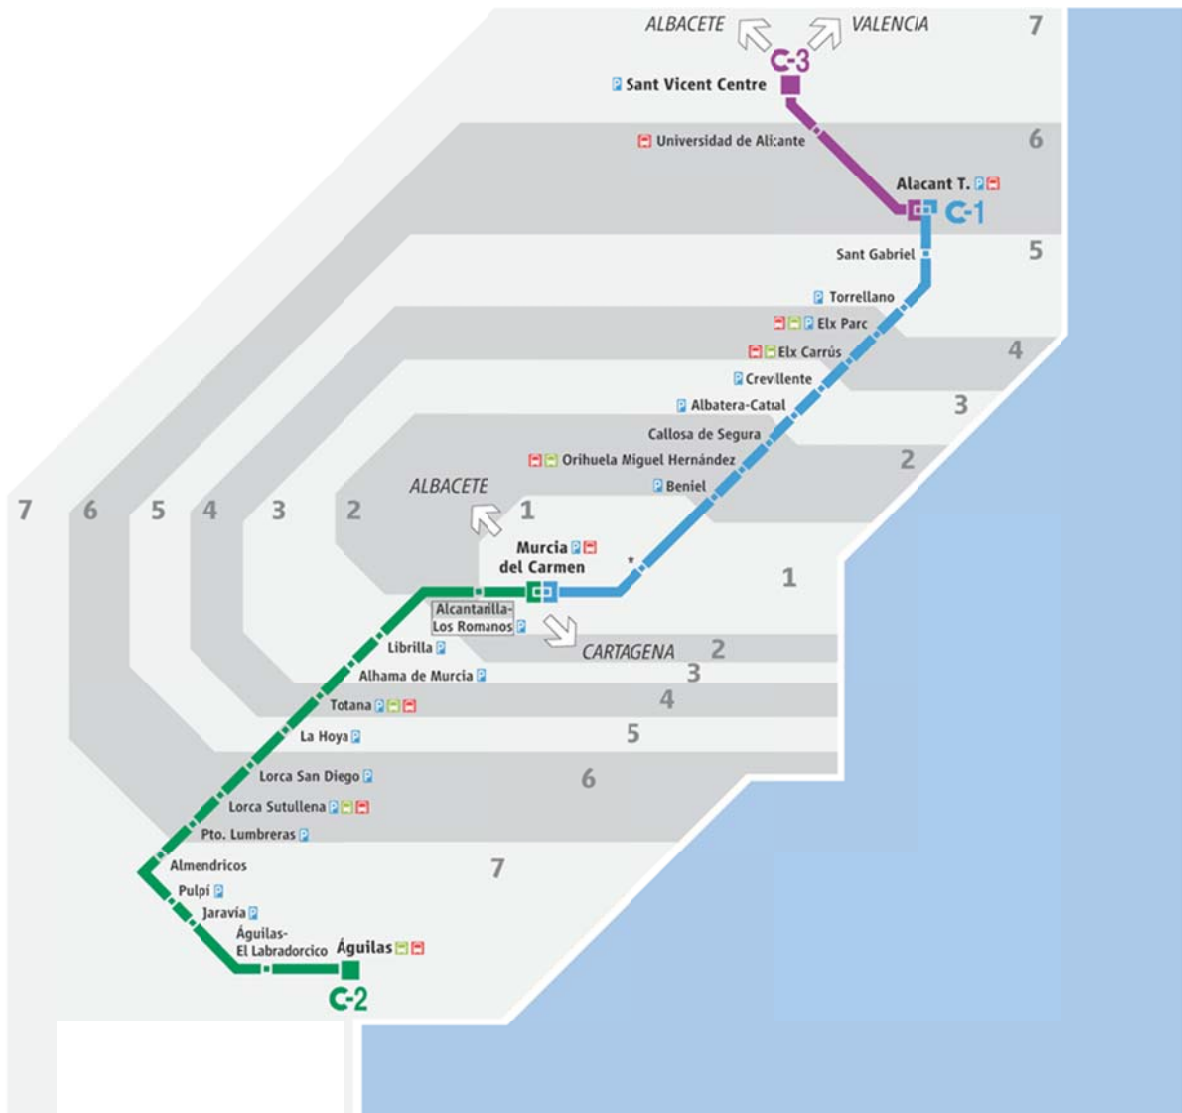 ALBACETE
VALENCIA
7
C-3
P Sant Vicent Centre
Universidad de Alicante
6
Alacant T. P
C-1
Sant Gabriel
5
P Torrellano
P Elx Parc
Elx Carrús
4
P Crevillente
P Albatera-Catral
3
Callosa de Segura
Orihuela Miguel Hernández
2
P Beniel
ALBACETE
7
6
5
4
3
2
1
Murcia P
del Carmen
*
1
Alcantarilla-
Los Romanos P
CARTAGENA
2
Librilla P
3
Alhama de Murcia P
4
Totana P
La Hoya P
5
Lorca San Diego P
6
Lorca Sutullena P
Pto. Lumbreras P
Almendricos
7
Pulpí P
Jaravía P
Águilas-
El Labradorcico
Águilas
C-2